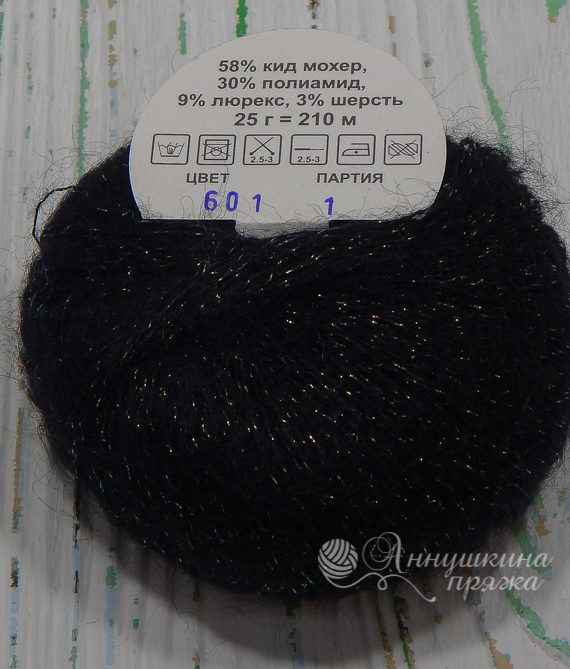 58% кид мохер,
30% полиамид,
9% люрекс, 3% шерсть
25 г = 210 м
2.5-3 2.5-3
ЦВЕТ ПАРТИЯ
601 1
Аннушкина
пряжа